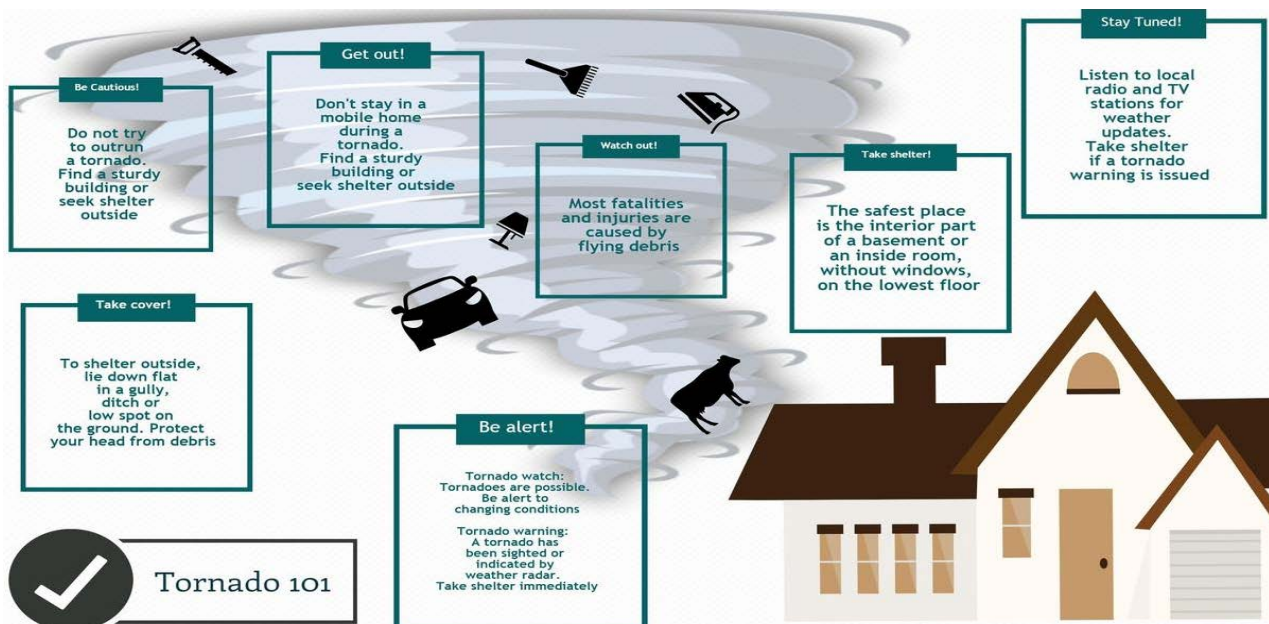 Be Cautious!
Do not try
to outrun
a tornado.
Find a sturdy
building or
seek shelter
outside
Get out!
Don't stay in a
mobile home
during a
tornado.
Find a sturdy
building or
seek shelter outside
Watch out!
Most fatalities
and injuries are
caused by
flying debris
Take shelter!
The safest place
is the interior part
of a basement or
an inside room,
without windows,
on the lowest floor
Stay Tuned!
Listen to local
radio and TV
stations for
weather
updates.
Take shelter
if a tornado
warning is issued
Take cover!
To shelter outside,
lie down flat
in a gully,
ditch or
low spot on
the ground. Protect
your head from debris
Be alert!
Tornado watch:
Tornadoes are possible.
Be alert to
changing conditions
Tornado warning:
A tornado has
been sighted or
indicated by
weather radar.
Take shelter immediately
Tornado 101